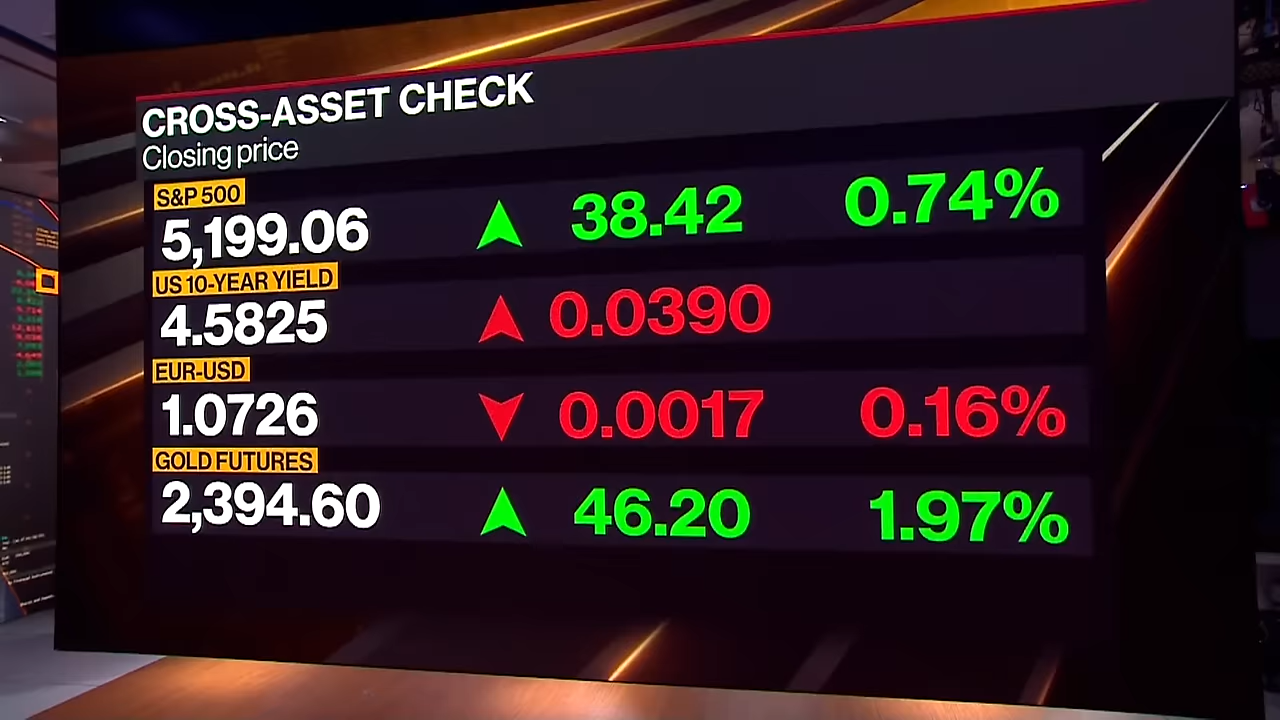 CROSS-ASSET CHECK
Closing price
S&P 500
5,199.06 ▲ 38.42 0.74%
US 10-YEAR YIELD
4.5825 ▲ 0.0390
EUR-USD
1.0726 ▼ 0.0017 0.16%
GOLD FUTURES
2,394.60 ▲ 46.20 1.97%